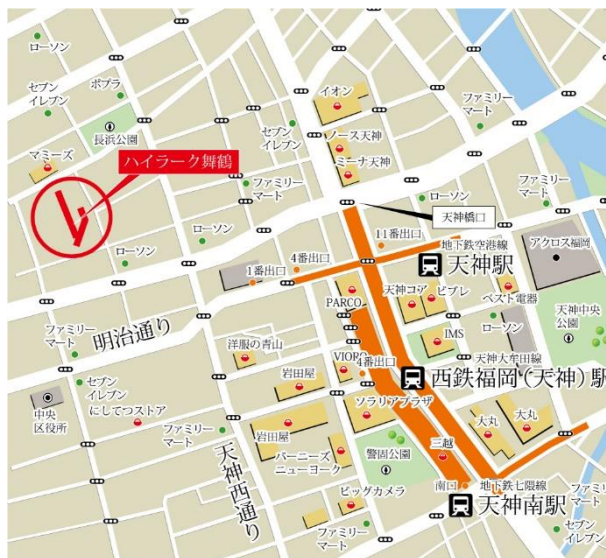 ローソン
セブン
イレブン
ポプラ
長浜公園
マミーズ
ハイラーク舞鶴
イオン
ノース天神
ミーナ天神
セブン
イレブン
ファミリー
マート
ファミリー
マート
ローソン
ローソン
ローソン
ファミリー
マート
天神橋口
11番出口
4番出口
1番出口
地下鉄空港線
天神駅
アクロス福岡
PARCO
天神コア
ビブレ
ベスト電器
天神中央
公園
IMS
ローソン
明治通り
ファミリー
マート
洋服の青山
VIORO
4番出口
天神大牟田線
西鉄福岡(天神)駅
セブン
イレブン
にしてつストア
中央
区役所
岩田屋
岩田屋
ソラリアプラザ
大丸
大丸
ファミリー
マート
天神西通り
バーニーズ
ニューヨーク
警固公園
三越
南口
地下鉄七隈線
天神南駅
ビッグカメラ
ファミリー
マート
ファミリー
マート
セブン
イレブン